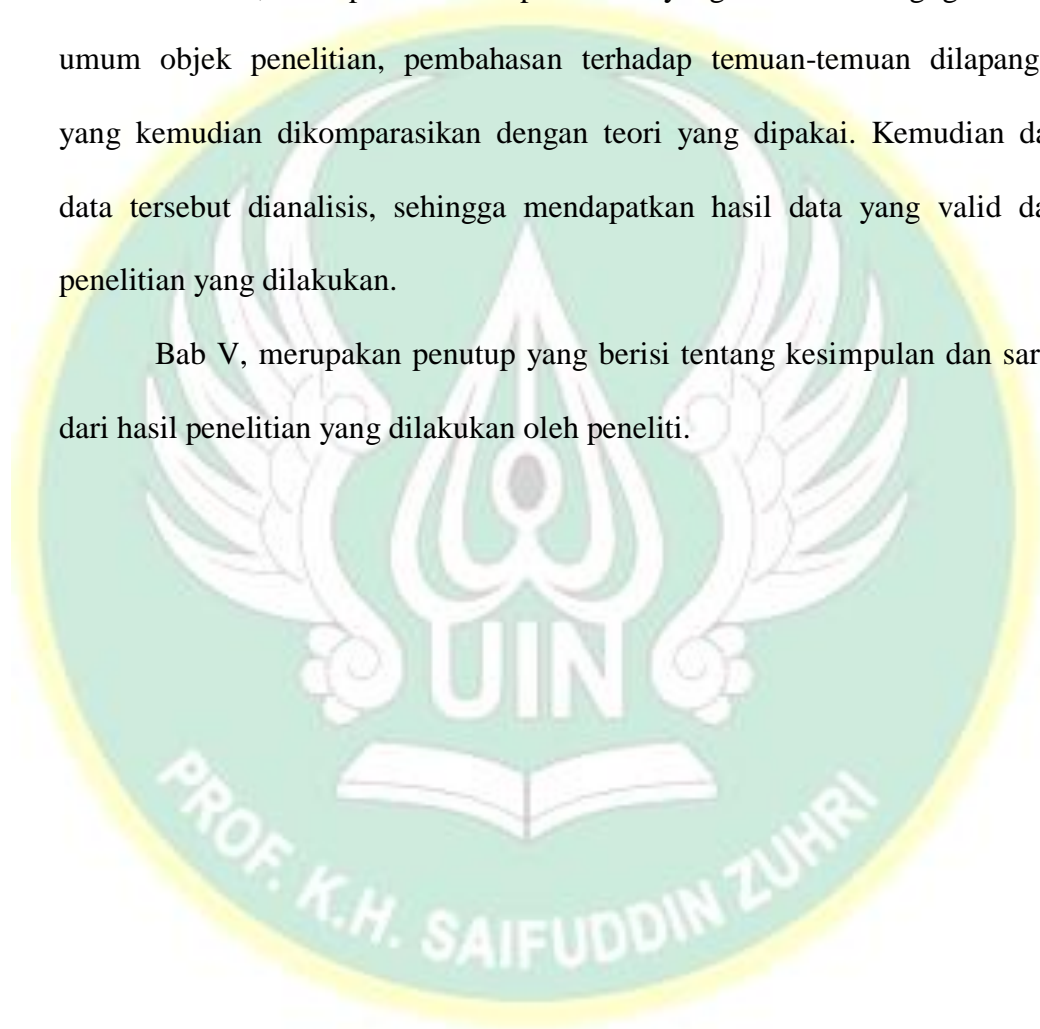 umum objek penelitian, pembahasan terhadap temuan-temuan dilapang
yang kemudian dikomparasikan dengan teori yang dipakai. Kemudian da
data tersebut dianalisis, sehingga mendapatkan hasil data yang valid da
penelitian yang dilakukan.
Bab V, merupakan penutup yang berisi tentang kesimpulan dan sar
dari hasil penelitian yang dilakukan oleh peneliti.
UIN
PROF. K.H. SAIFUDDIN ZUHRI